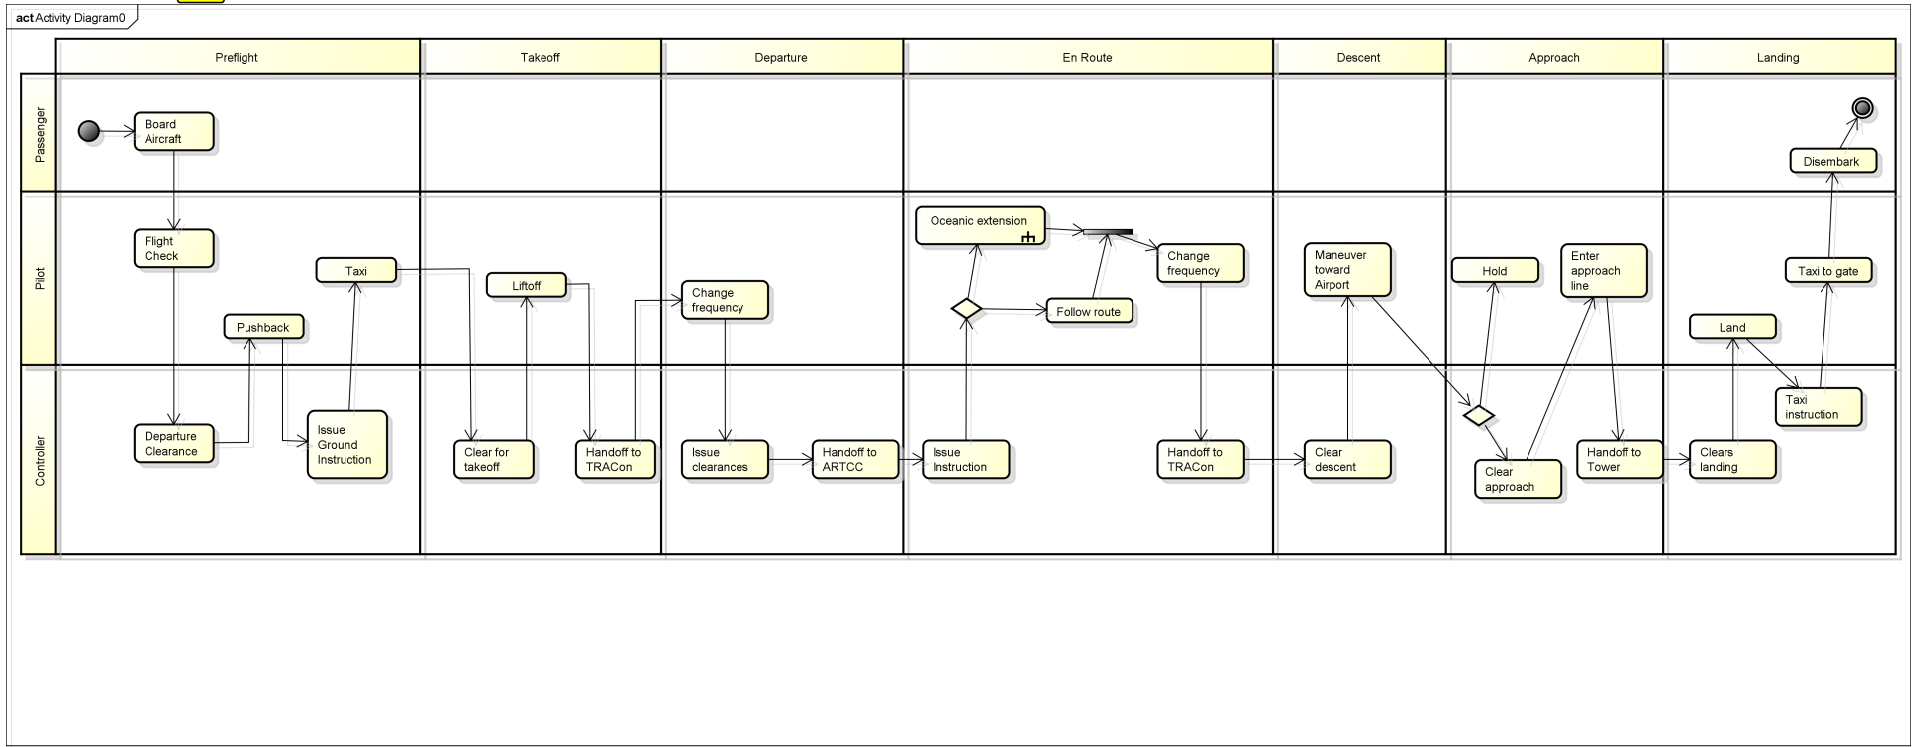 act Activity Diagram0
Preflight
Takeoff
Departure
En Route
Descent
Approach
Landing
Passenger
Board
Aircraft
Disembark
Pilot
Flight
Check
Pushback
Taxi
Liftoff
Change
frequency
Oceanic extension
Follow route
Change
frequency
Maneuver
toward
Airport
Hold
Enter
approach
line
Land
Taxi to gate
Controller
Departure
Clearance
Issue
Ground
Instruction
Clear for
takeoff
Handoff to
TRACon
Issue
clearances
Handoff to
ARTCC
Issue
Instruction
Handoff to
TRACon
Clear
descent
Clear
approach
Handoff to
Tower
Clears
landing
Taxi
instruction